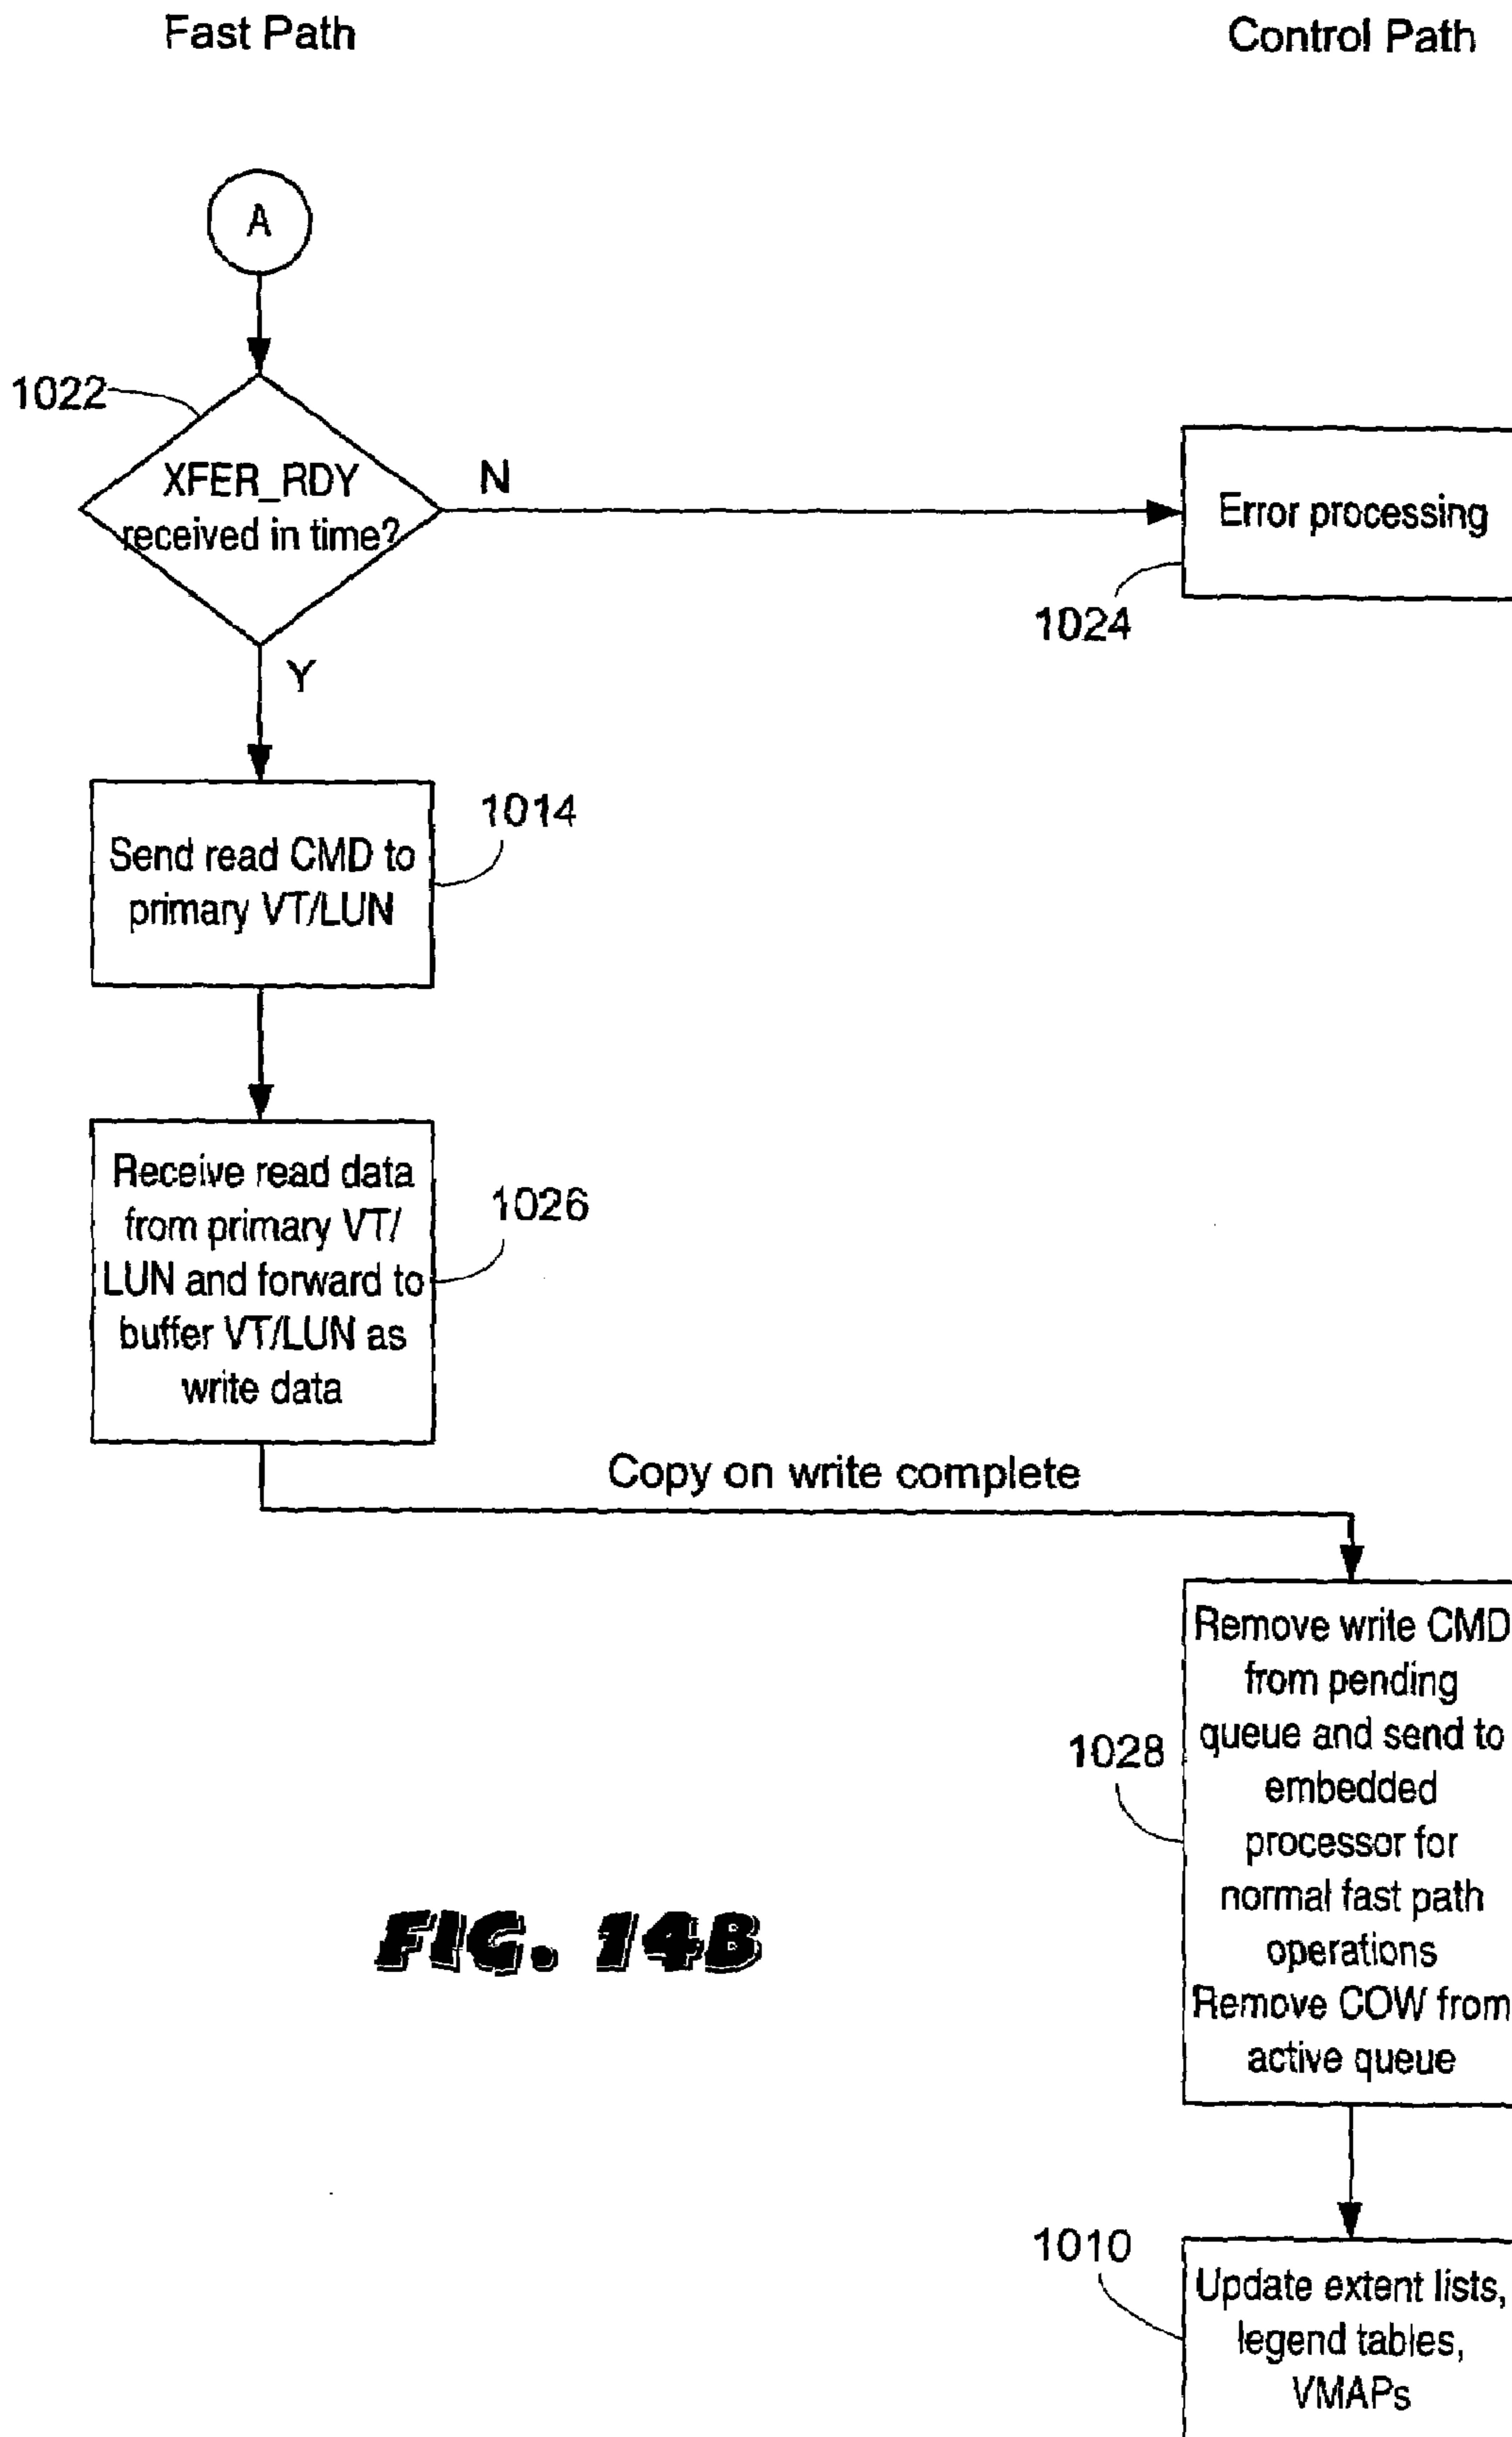 Fast Path
Control Path
A
1022
XFER_RDY
received in time?
N
Error processing
1024
Y
Send read CMD to
primary VT/LUN
1014
Receive read data
from primary VT/
LUN and forward to
buffer VT/LUN as
write data
1026
Copy on write complete
Remove write CMD
from pending
queue and send to
embedded
processor for
normal fast path
operations
Remove COW from
active queue
1028
FIG. 14B
1010
Update extent lists,
legend tables,
VMAPs